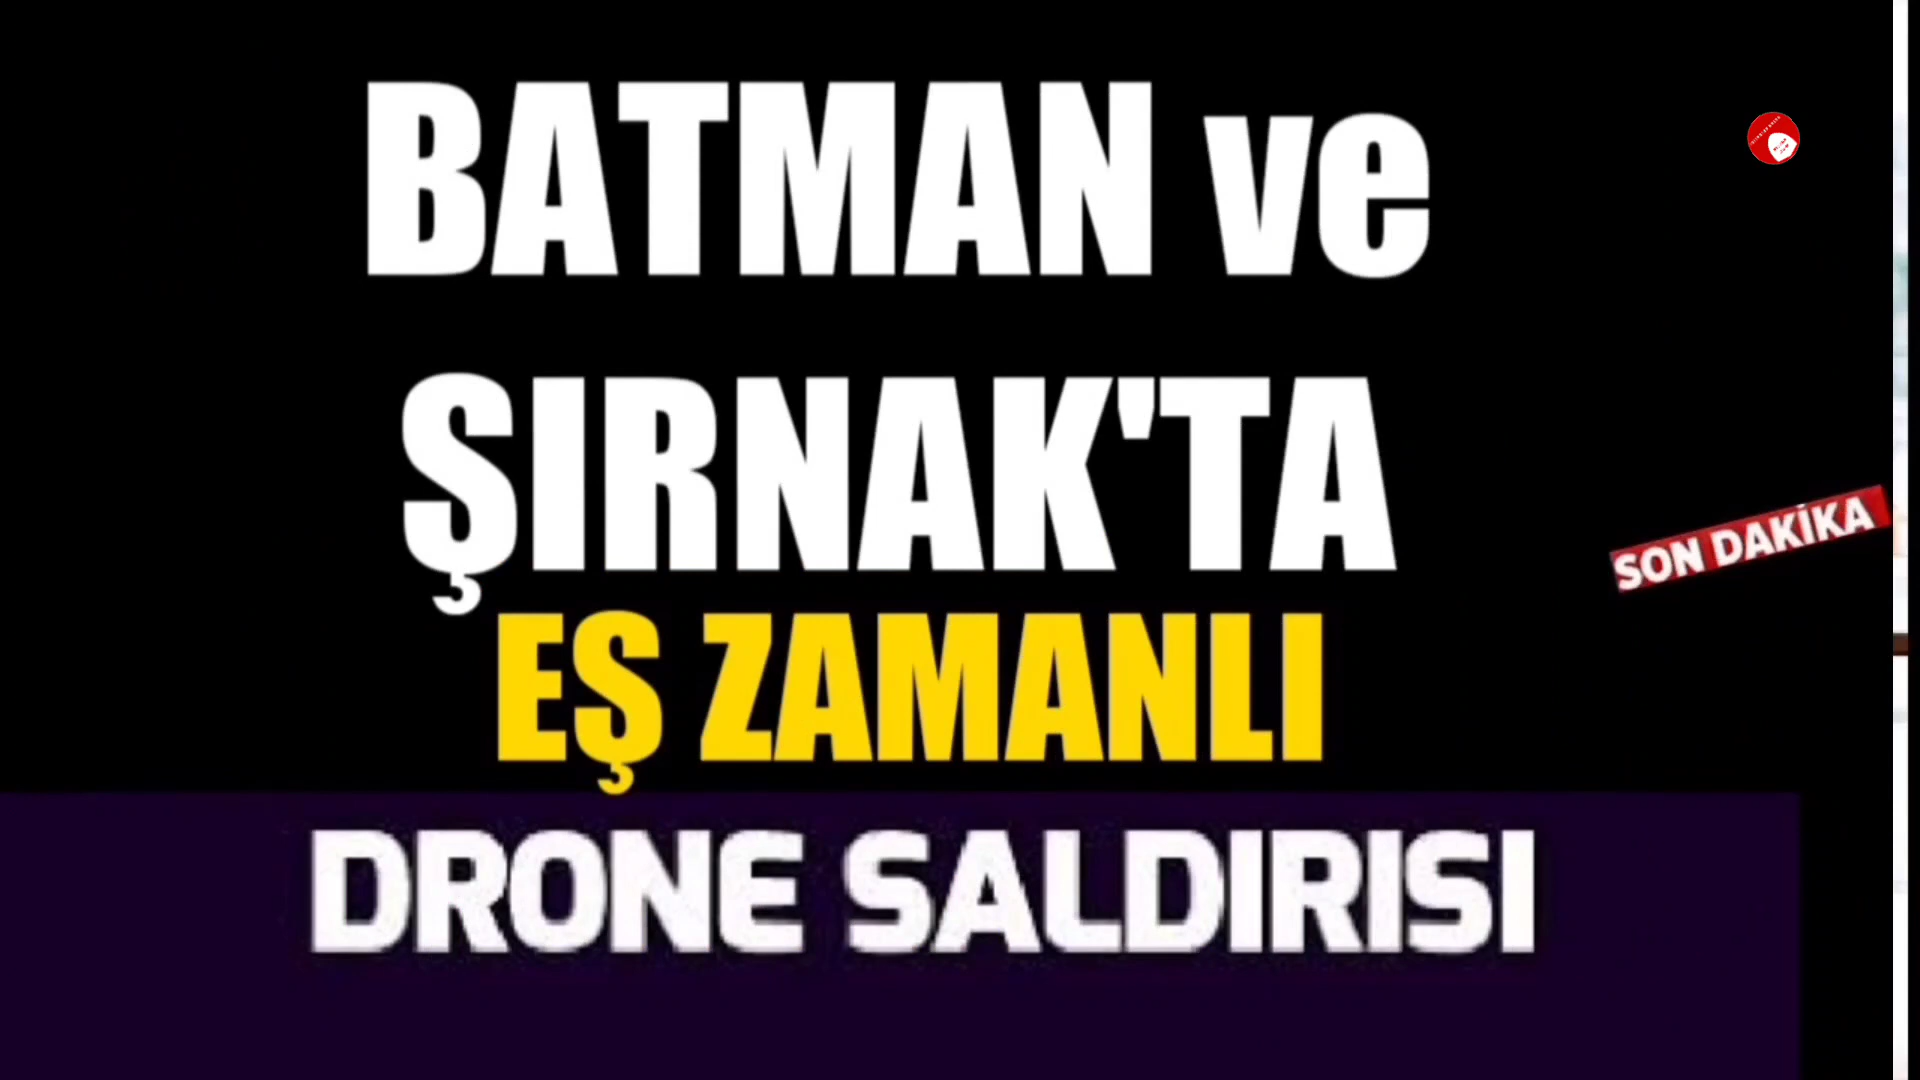 BATMAN ve
ŞIRNAK'TA
SON DAKİKA
EŞ ZAMANLI
DRONE SALDIRISI